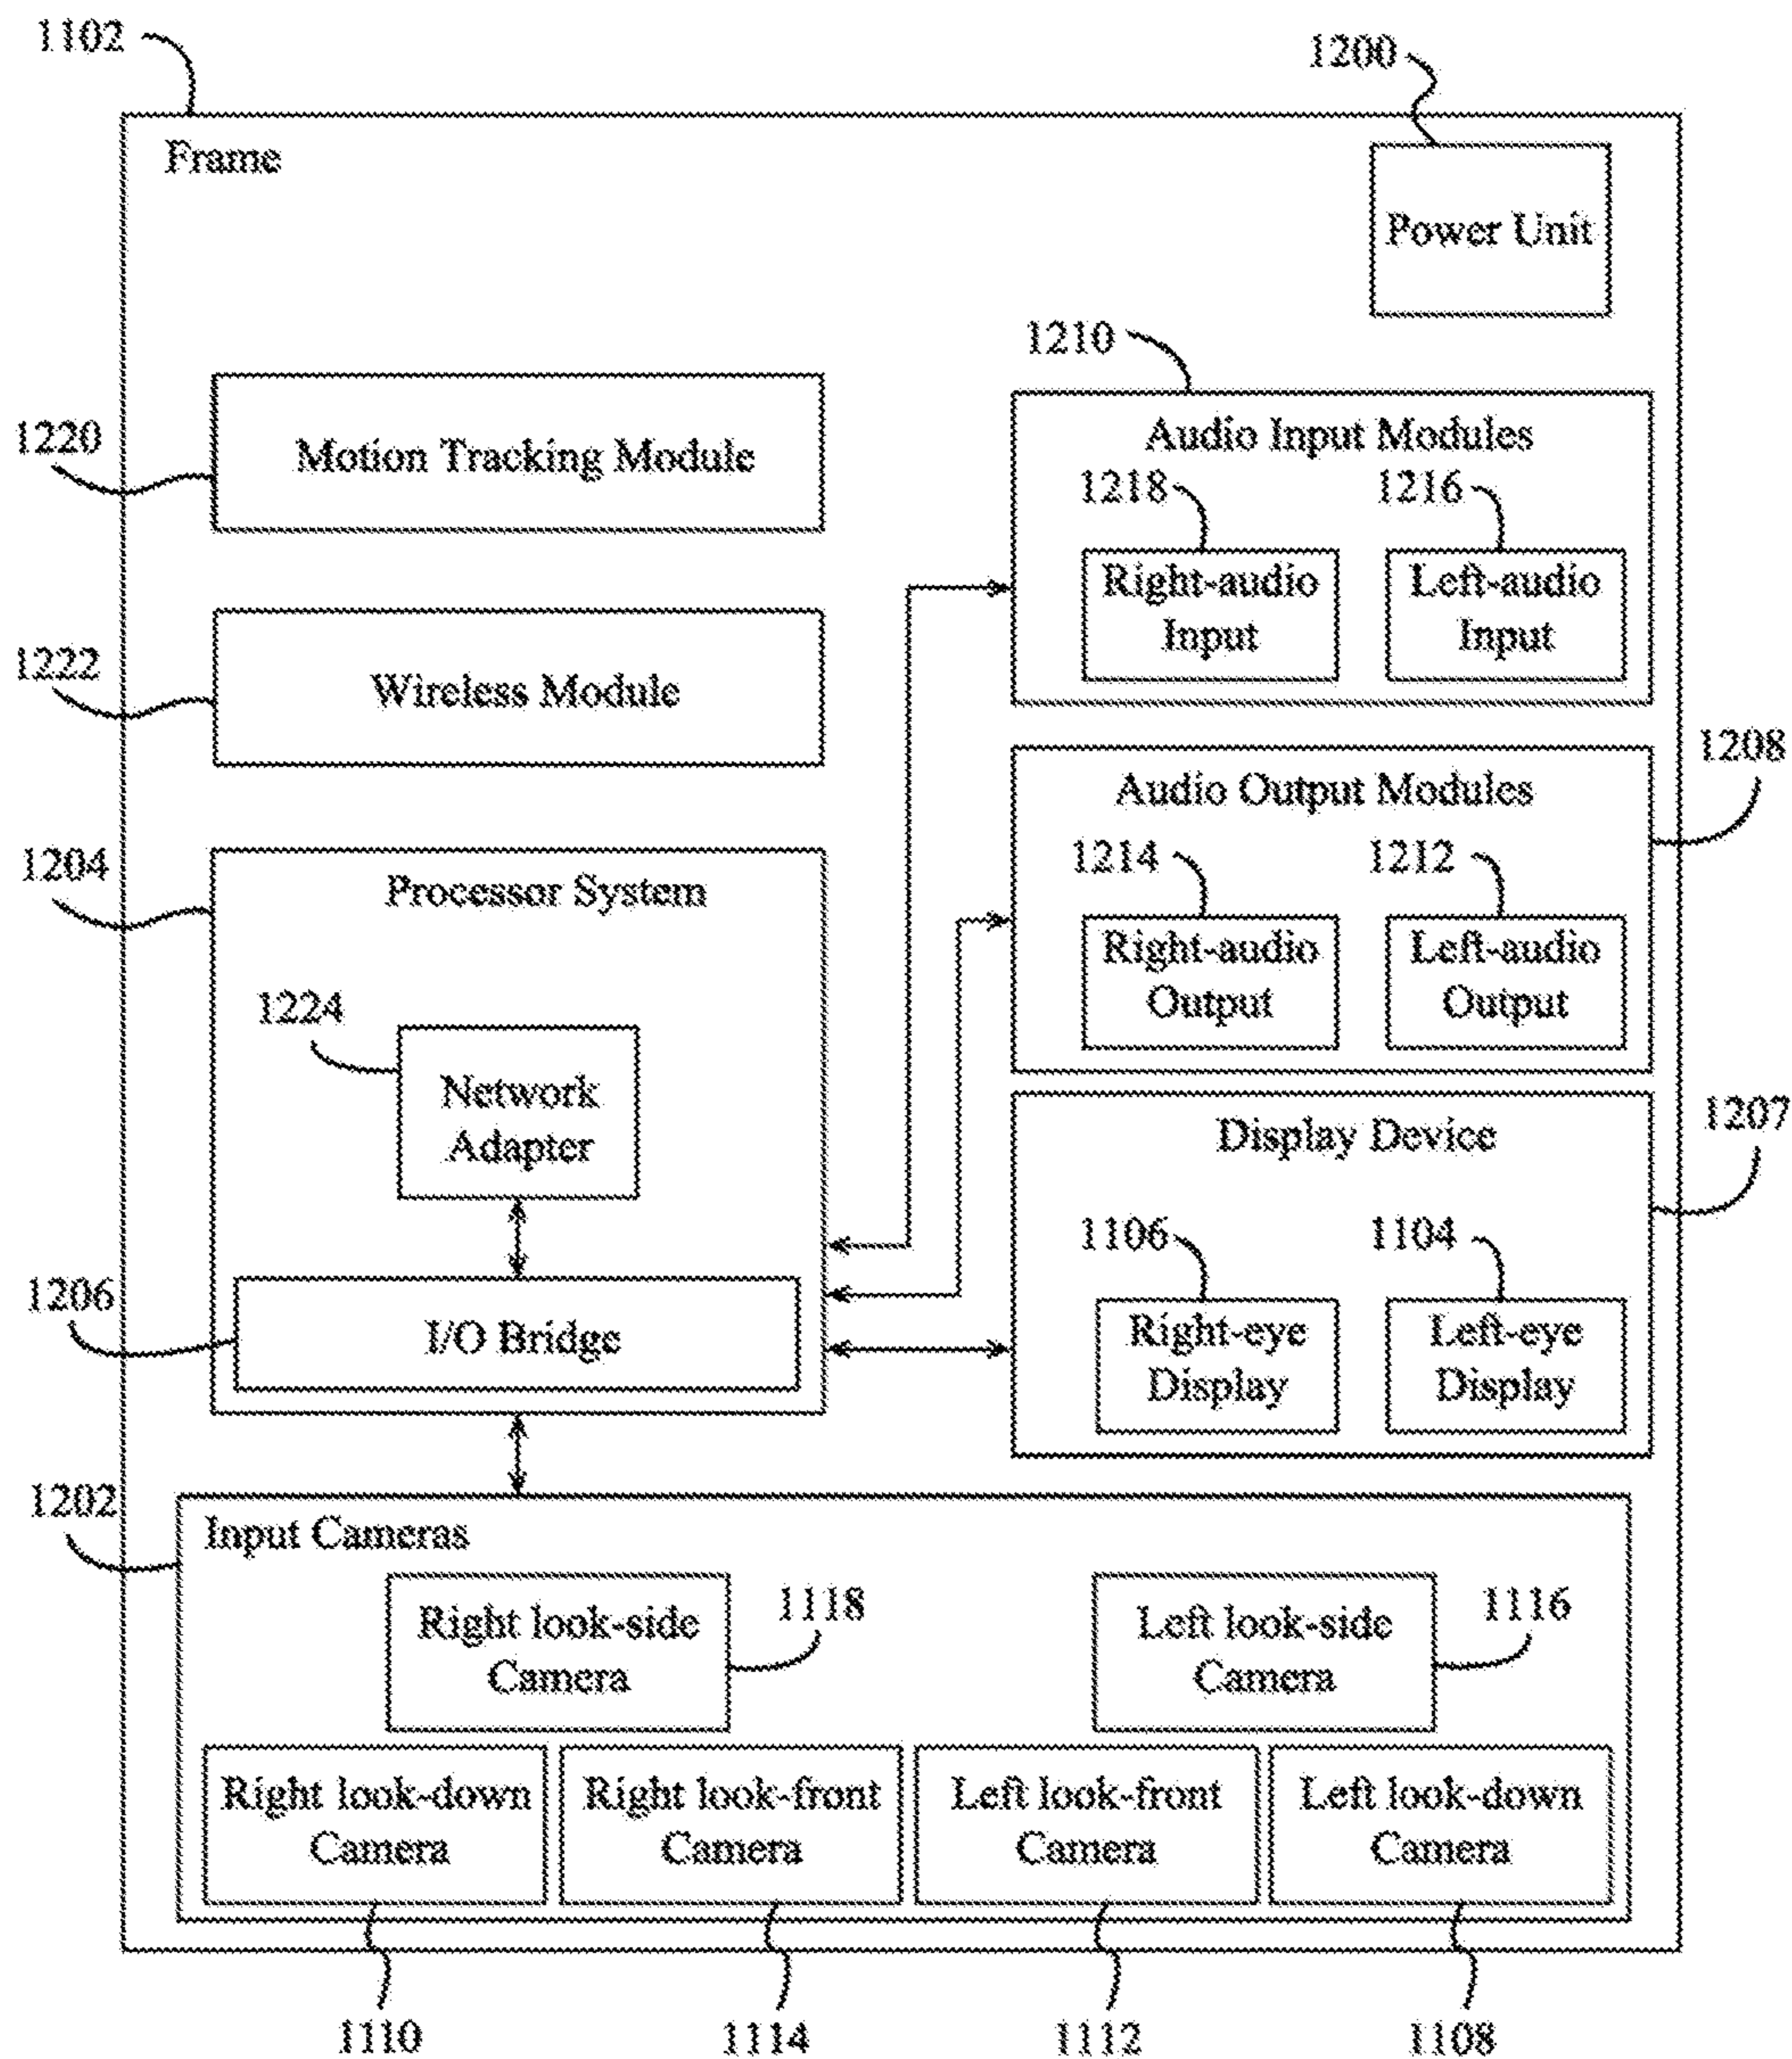 1102
1200
Frame
Power Unit
1210
1220
Motion Tracking Module
Audio Input Modules
1218
1216
Right-audio
Input
Left-audio
Input
1222
Wireless Module
1208
Audio Output Modules
1214
1212
Right-audio
Output
Left-audio
Output
1204
Processor System
1224
Network
Adapter
1207
Display Device
1106
1104
Right-eye
Display
Left-eye
Display
1206
I/O Bridge
1202
Input Cameras
Right look-side
Camera
1118
Left look-side
Camera
1116
Right look-down
Camera
Right look-front
Camera
Left look-front
Camera
Left look-down
Camera
1110
1114
1112
1108